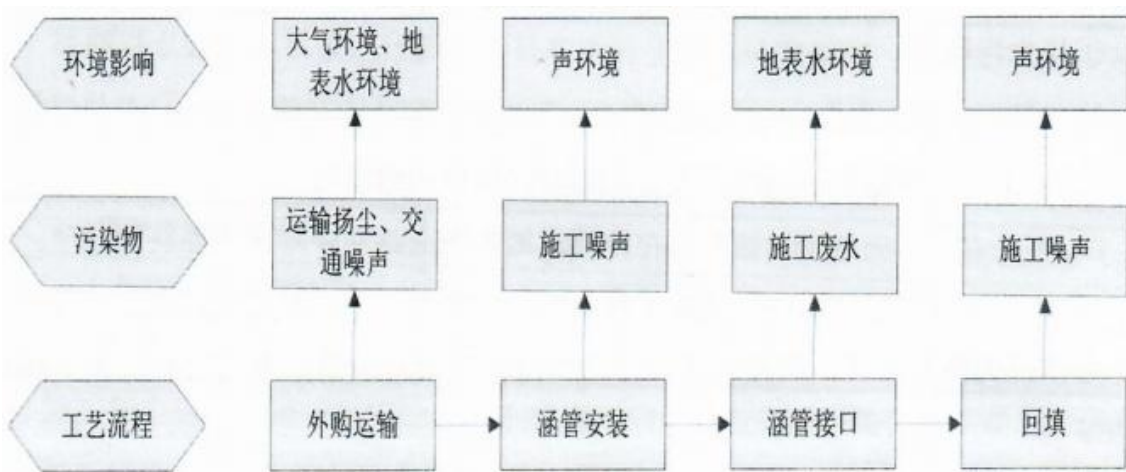 环境影响
大气环境、地
表水环境
声环境
地表水环境
声环境
污染物
运输扬尘、交
通噪声
施工噪声
施工废水
施工噪声
工艺流程
外购运输
涵管安装
涵管接口
回填